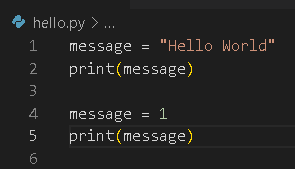 hello.py > ...
1 message = "Hello World"
2 print(message)
3
4 message = 1
5 print(message)
6